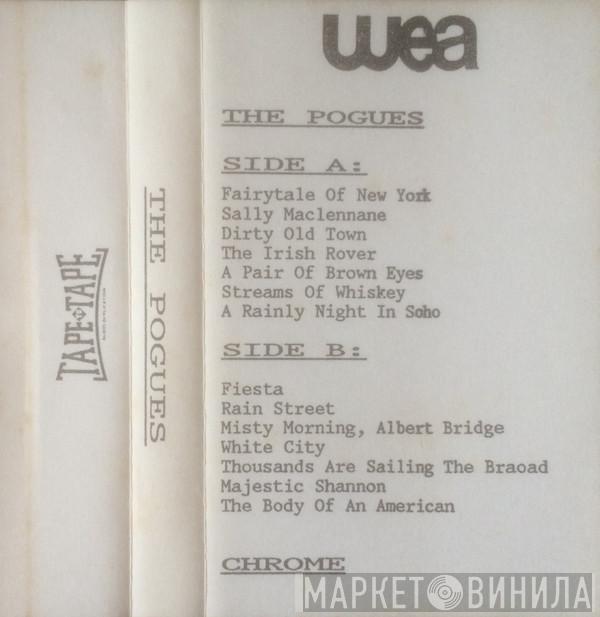 wea
THE POGUES
SIDE A:
Fairytale Of New York
Sally Maclennane
Dirty Old Town
The Irish Rover
A Pair Of Brown Eyes
Streams Of Whiskey
A Rainly Night In Soho
SIDE B:
Fiesta
Rain Street
Misty Morning, Albert Bridge
White City
Thousands Are Sailing The Braoad
Majestic Shannon
The Body Of An American
CHROME
THE POGUES
TAPE TO TAPE
МАРКЕТ ВИНИЛА